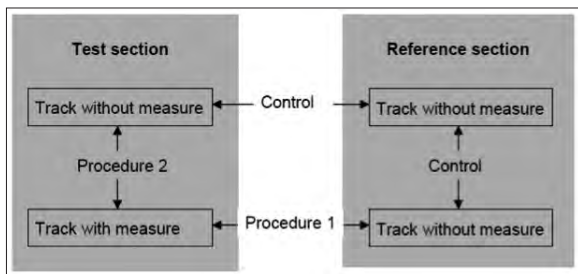 Test section
Reference section
Track without measure
Control
Track without measure
Procedure 2
Control
Track with measure
Procedure 1
Track without measure